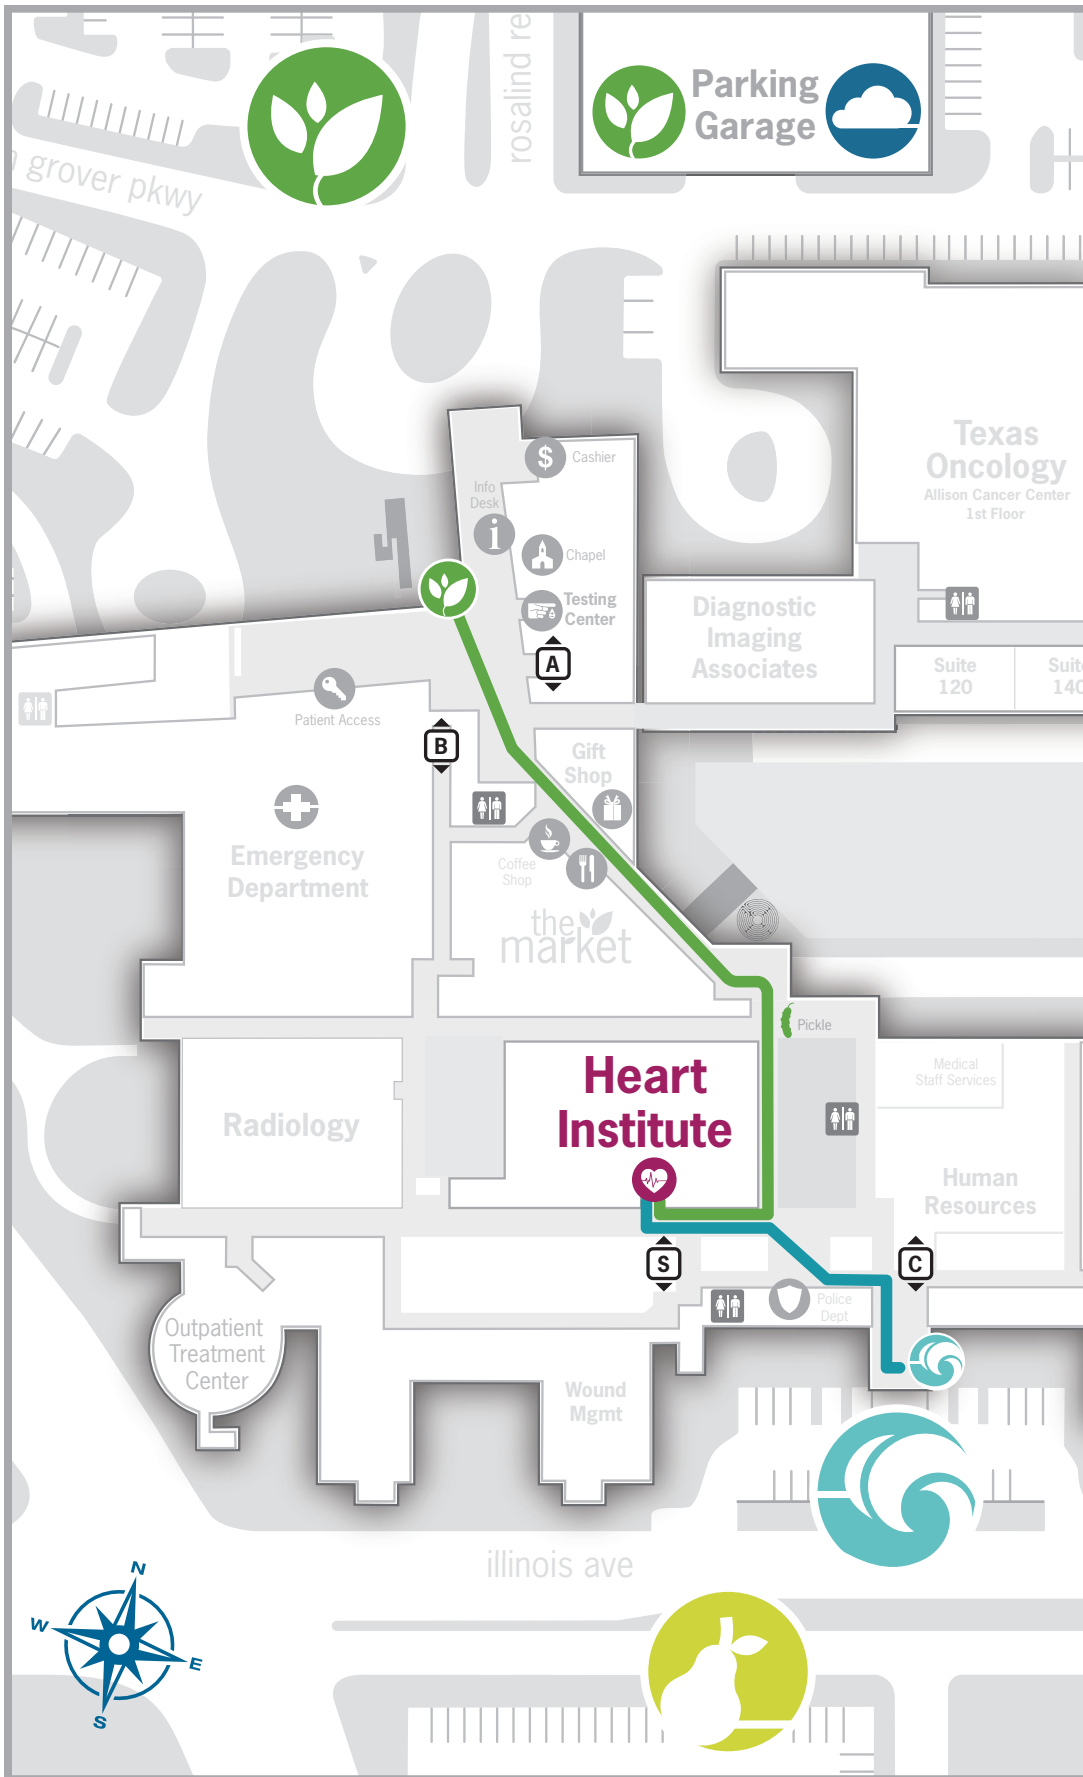 rosalind re
Parking
Garage
n grover pkwy
Texas
Oncology
Allison Cancer Center
1st Floor
$
Cashier
Info
Desk
i
Chapel
Testing
Center
A
Diagnostic
Imaging
Associates
Suite
120
Suite
140
Patient Access
B
Gift
Shop
Emergency
Department
Coffee
Shop
the
market
Pickle
Heart
Institute
Medical
Staff Services
Radiology
Human
Resources
S
C
Police
Dept
Outpatient
Treatment
Center
Wound
Mgmt
illinois ave
N
W
E
S